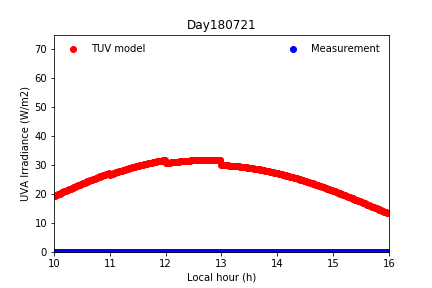 Day180721
TUV model
Measurement
UVA Irradiance (W/m2)
70
60
50
40
30
20
10
0
10 11 12 13 14 15 16
Local hour (h)